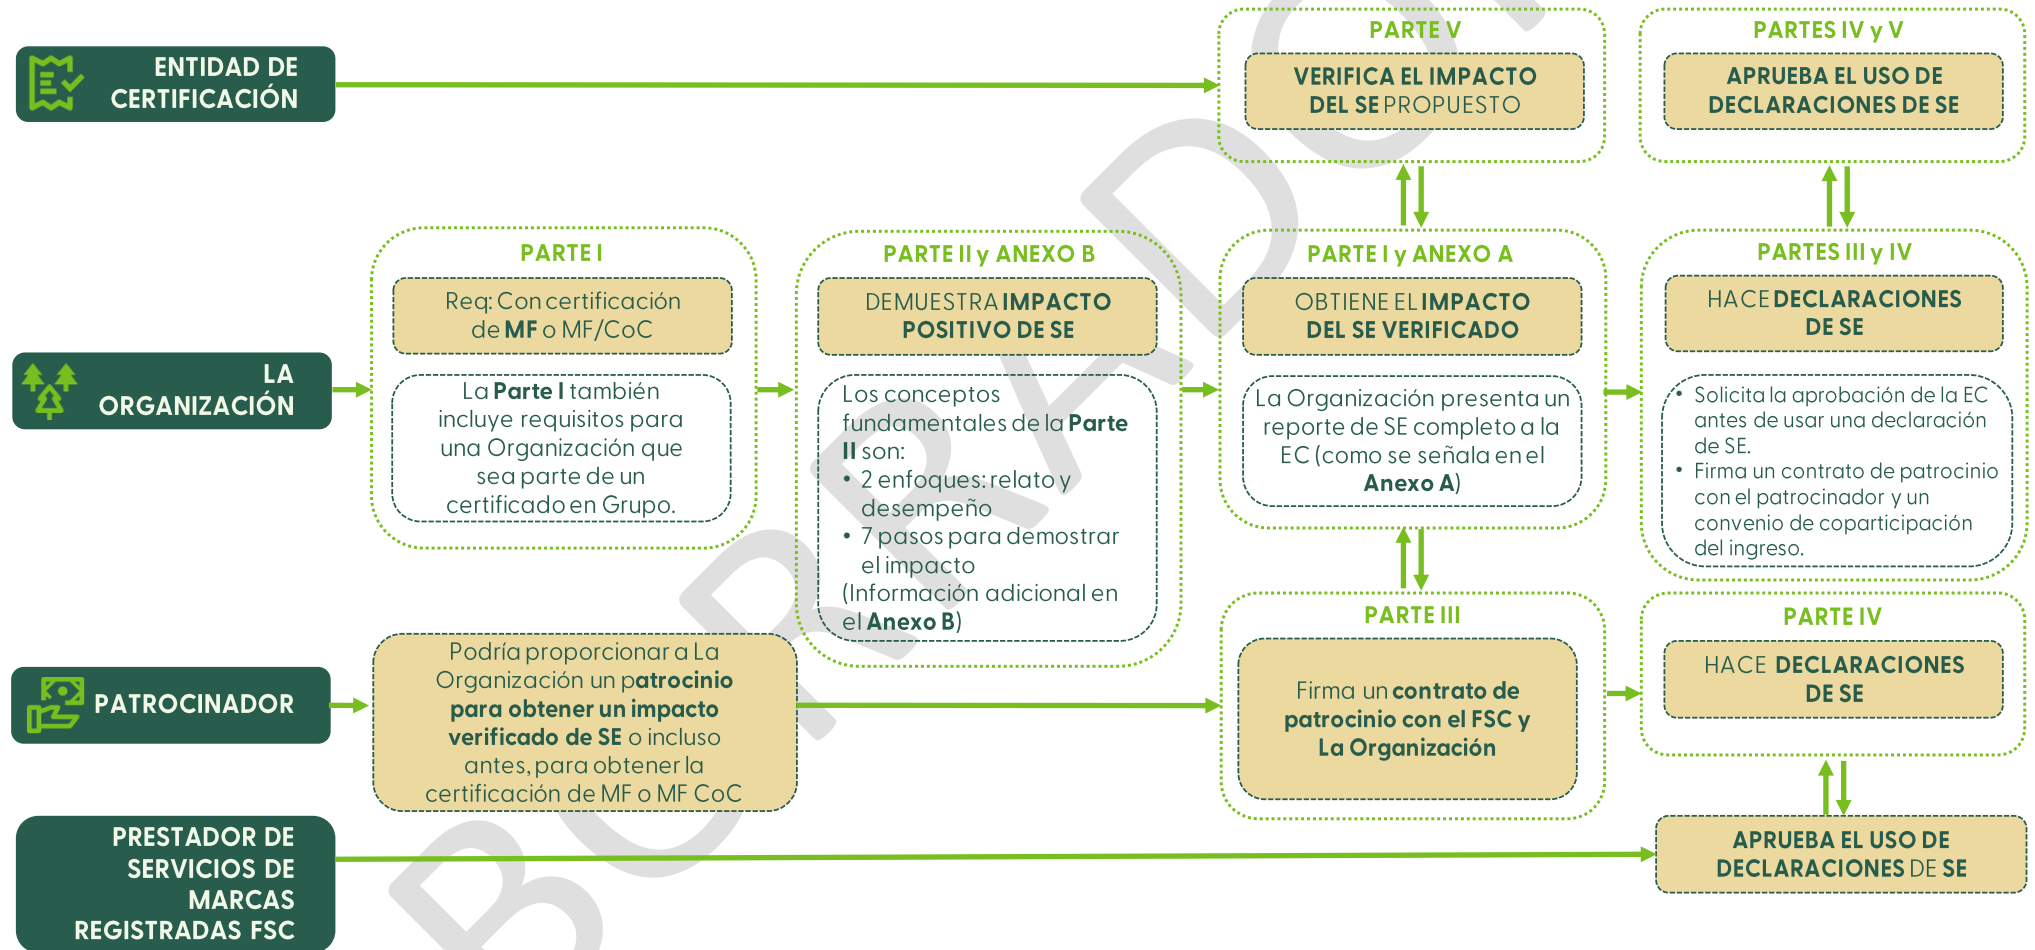 ENTIDAD DE
CERTIFICACIÓN
PARTE V
VERIFICA EL IMPACTO
DEL SE PROPUESTO
PARTES IV y V
APRUEBA EL USO DE
DECLARACIONES DE SE
LA
ORGANIZACIÓN
PARTE I
Req: Con certificación
de MF o MF/CoC
La Parte I también
incluye requisitos para
una Organización que
sea parte de un
certificado en Grupo.
PARTE II y ANEXO B
DEMUESTRA IMPACTO
POSITIVO DE SE
Los conceptos
fundamentales de la Parte
II son:
• 2 enfoques: relato y
desempeño
• 7 pasos para demostrar
el impacto
(Información adicional en
el Anexo B)
PARTE I y ANEXO A
OBTIENE EL IMPACTO
DEL SE VERIFICADO
La Organización presenta un
reporte de SE completo a la
EC (como se señala en el
Anexo A)
PARTES III y IV
HACE DECLARACIONES
DE SE
• Solicita la aprobación de la EC
antes de usar una declaración
de SE.
• Firma un contrato de patrocinio
con el patrocinador y un
convenio de coparticipación
del ingreso.
PATROCINADOR
Podría proporcionar a La
Organización un patrocinio
para obtener un impacto
verificado de SE o incluso
antes, para obtener la
certificación de MF o MF CoC
PARTE III
Firma un contrato de
patrocinio con el FSC y
La Organización
PARTE IV
HACE DECLARACIONES
DE SE
PRESTADOR DE
SERVICIOS DE
MARCAS
REGISTRADAS FSC
APRUEBA EL USO DE
DECLARACIONES DE SE
BORRADOR